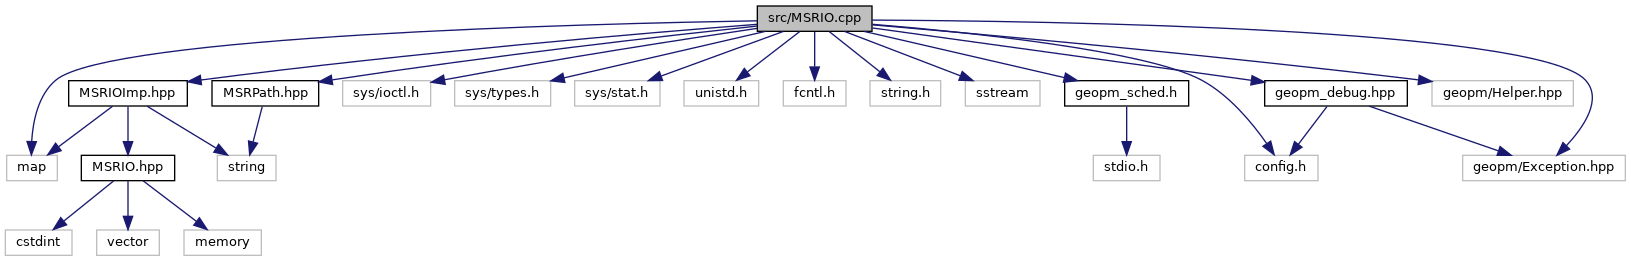 src/MSRIO.cpp
MSRIOImp.hpp
MSRPath.hpp
sys/ioctl.h
sys/types.h
sys/stat.h
unistd.h
fcntl.h
string.h
sstream
geopm_sched.h
geopm_debug.hpp
geopm/Helper.hpp
map
MSRIO.hpp
string
stdio.h
config.h
geopm/Exception.hpp
cstdint
vector
memory